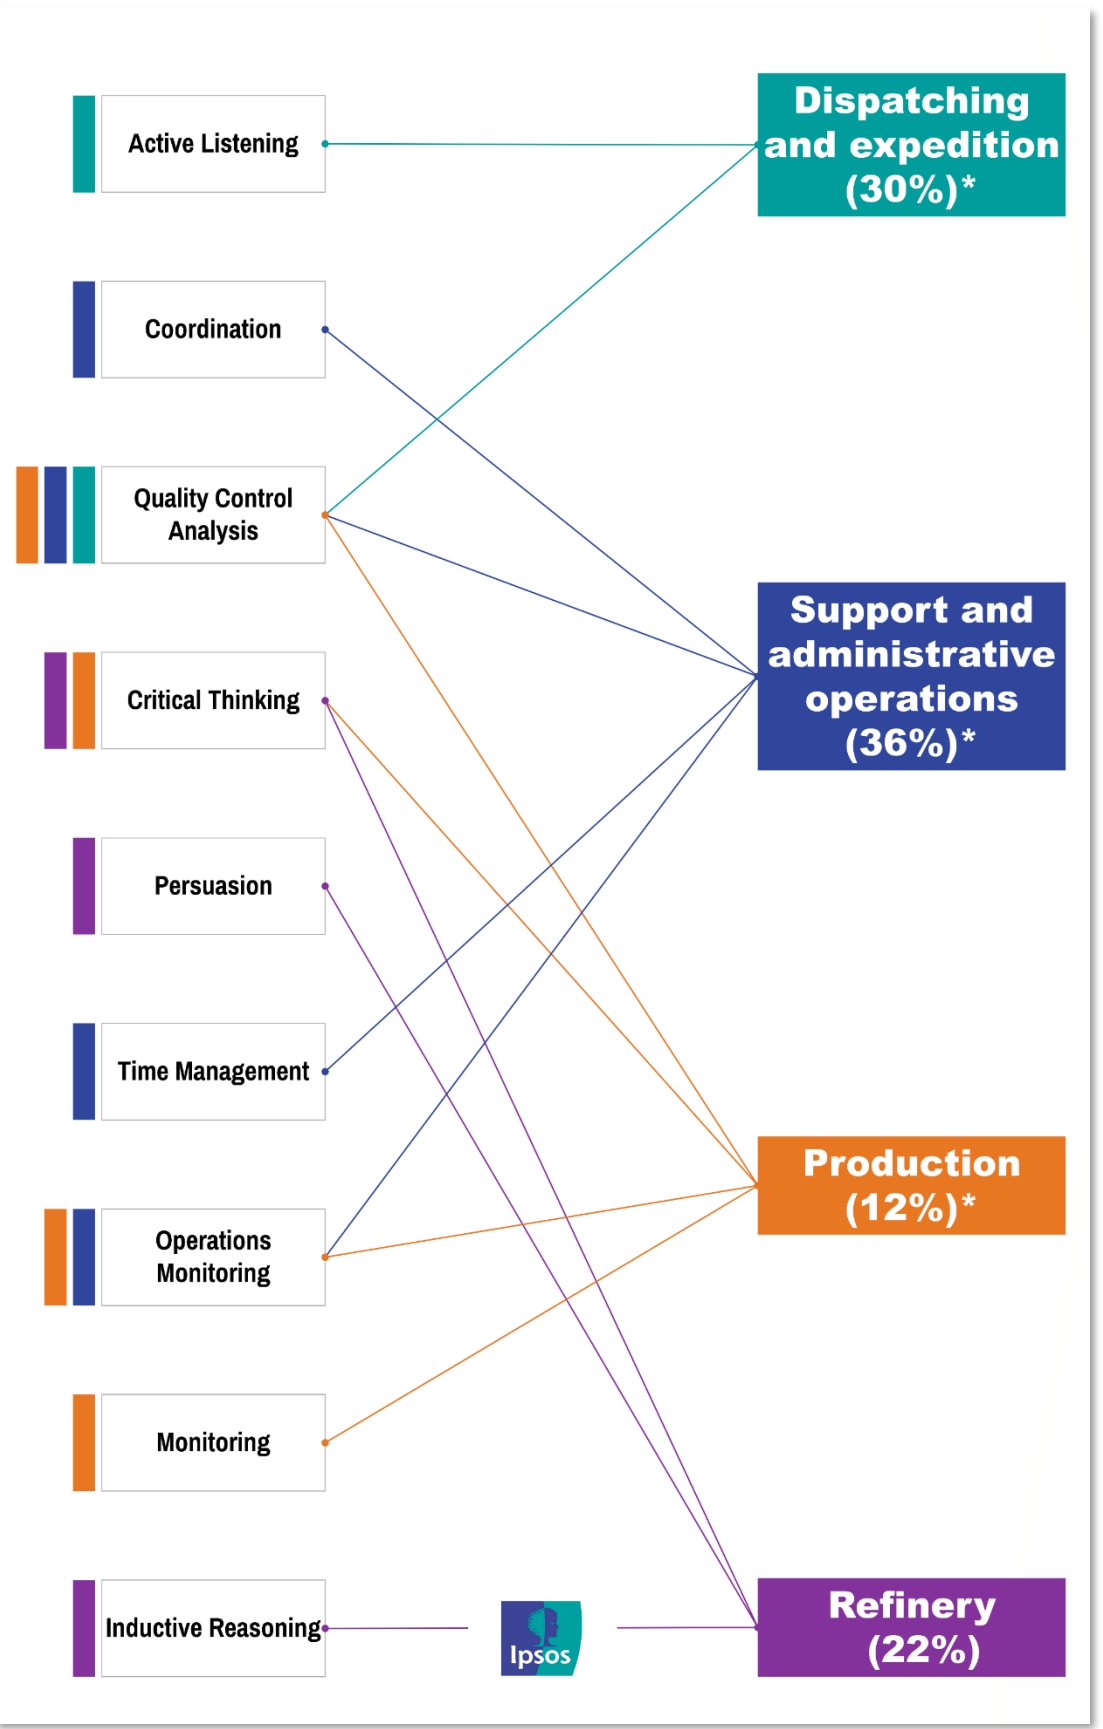 Active Listening
Coordination
Quality Control
Analysis
Critical Thinking
Persuasion
Time Management
Operations
Monitoring
Monitoring
Inductive Reasoning
Ipsos
Dispatching
and expedition
(30%)*
Support and
administrative
operations
(36%)*
Production
(12%)*
Refinery
(22%)